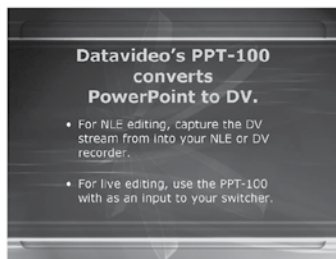 Datavideo's PPT-100
converts
PowerPoint to DV.
• For NLE editing, capture the DV
stream from into your NLE or DV
recorder.
• For live editing, use the PPT-100
with as an input to your switcher.